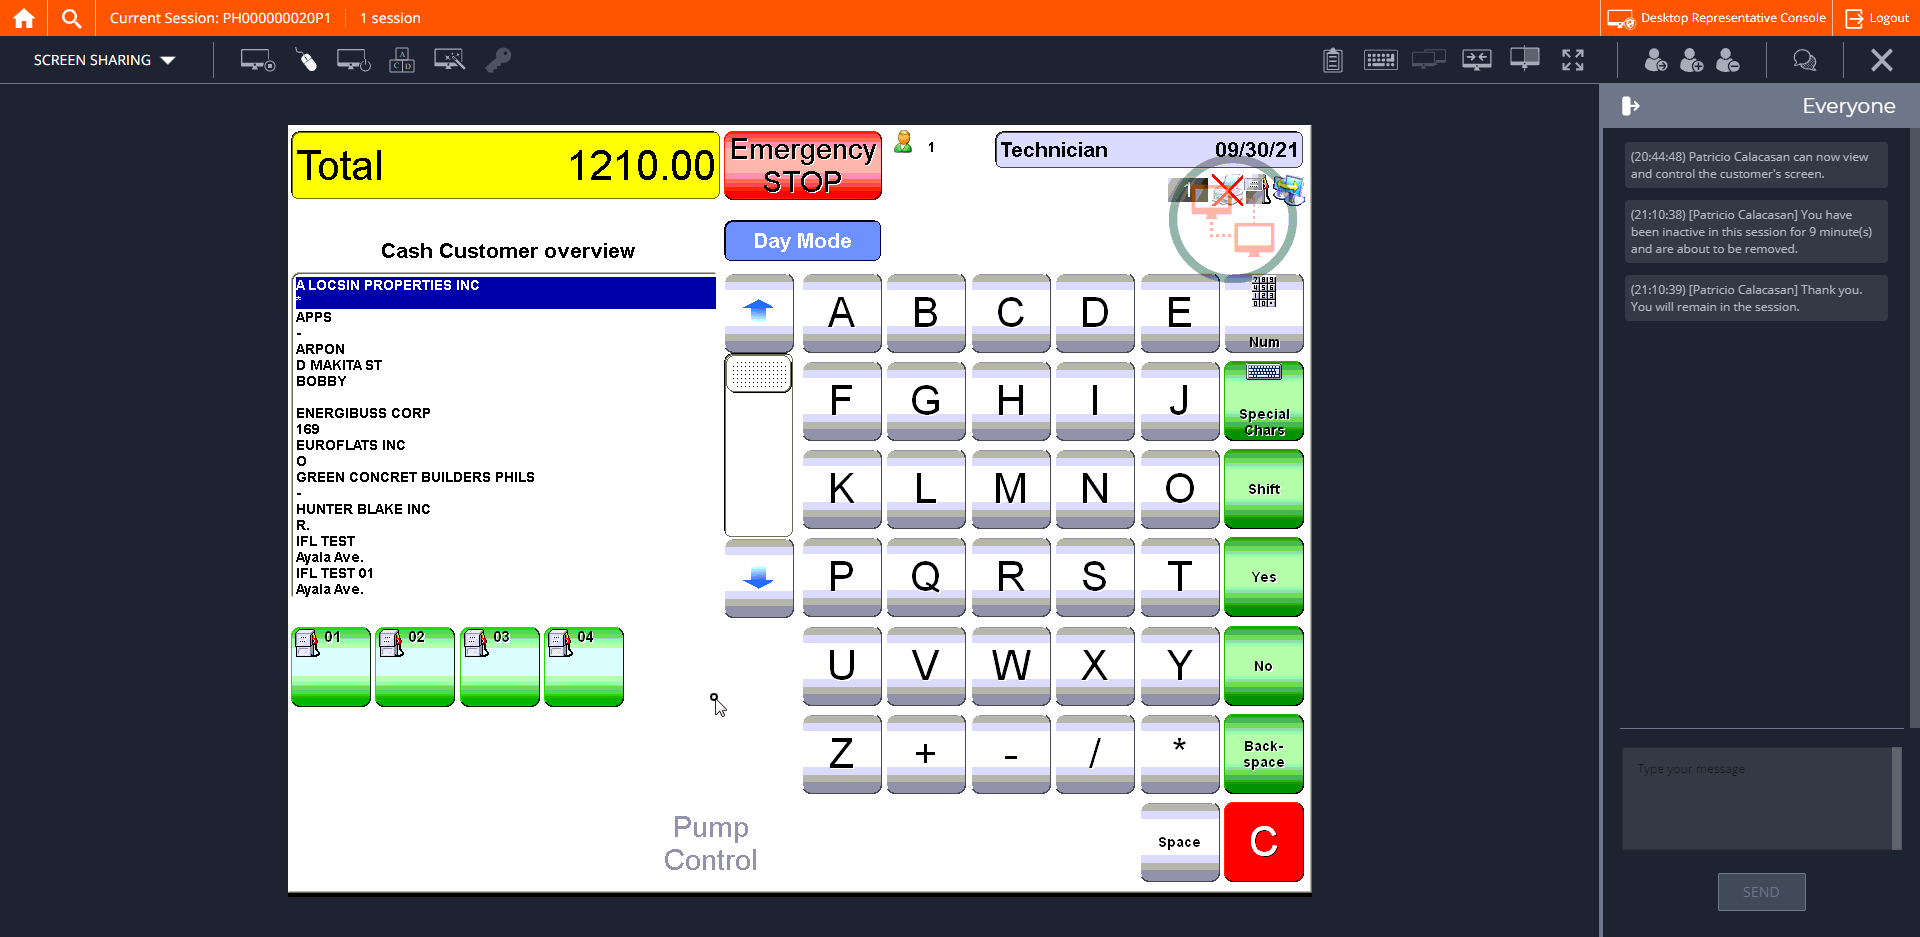 Current Session: PH000000020P1
1 session
Desktop Representative Console
Logout
SCREEN SHARING
Everyone
(20:44:48) Patricio Calacasan can now view
and control the customer's screen.
(21:10:38) [Patricio Calacasan] You have
been inactive in this session for 9 minute(s)
and are about to be removed.
(21:10:39) [Patricio Calacasan] Thank you.
You will remain in the session.
Type your message
SEND
Total 1210.00
Emergency
STOP
1
Technician 09/30/21
1
Day Mode
Cash Customer overview
A LOCSIN PROPERTIES INC
*
APPS
-
ARPON
D MAKITA ST
BOBBY
ENERGIBUSS CORP
169
EUROFLATS INC
O
GREEN CONCRET BUILDERS PHILS
-
HUNTER BLAKE INC
R.
IFL TEST
Ayala Ave.
IFL TEST 01
Ayala Ave.
A B C D E Num
F G H I J Special
Chars
K L M N O Shift
P Q R S T Yes
U V W X Y No
Z + - / * Back-
space
Space C
01 02 03 04
Pump
Control